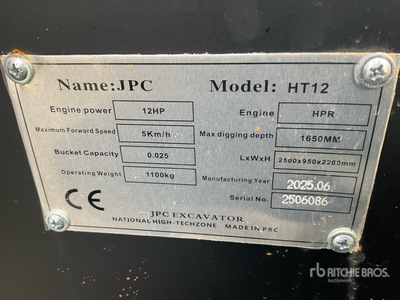 Name:JPC Model: HT12
Engine power 12HP Engine HPR
Maximum Forward Speed 5Km/h Max digging depth 1650MM
Bucket Capacity 0.025 LxWxH 2500x950x2200mm
Operating Weight 1100kg Manufacturing Year 2025.06
Serial No. 2506086
CE
JPC EXCAVATOR
NATIONAL HIGH-TECHZONE MADE IN PRC
rb RITCHIE BROS.
Auctioneers